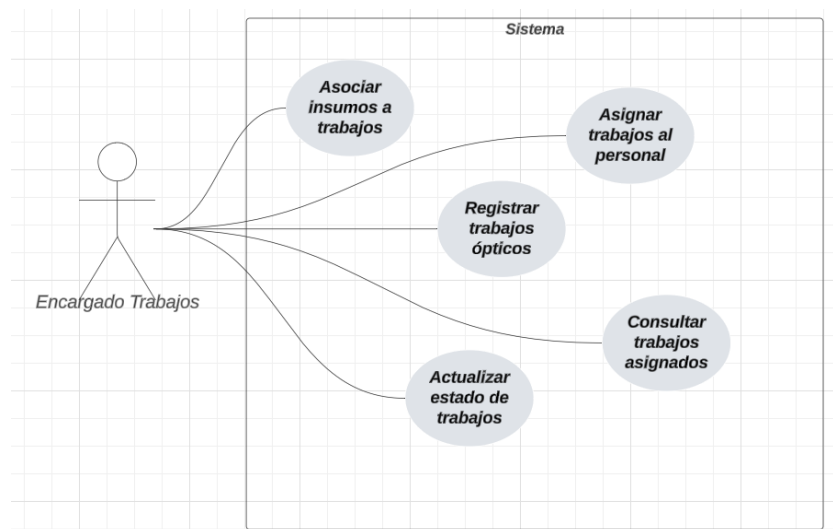 Sistema
Asociar
insumos a
trabajos
Asignar
trabajos al
personal
Registrar
trabajos
ópticos
Encargado Trabajos
Consultar
trabajos
asignados
Actualizar
estado de
trabajos